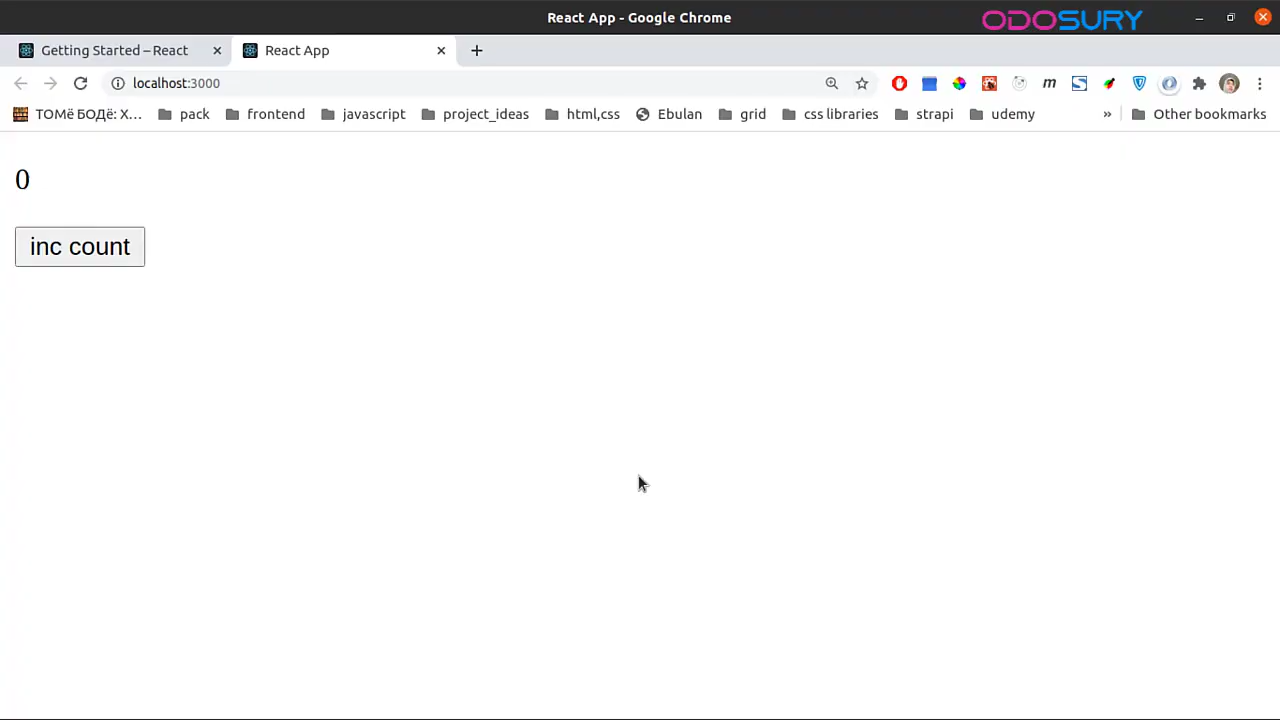 React App - Google Chrome
ODOSURY
Getting Started – React
React App
localhost:3000
ТОМё БОДё: Х...
pack
frontend
javascript
project_ideas
html,css
Ebulan
grid
css libraries
strapi
udemy
»
Other bookmarks
0
inc count